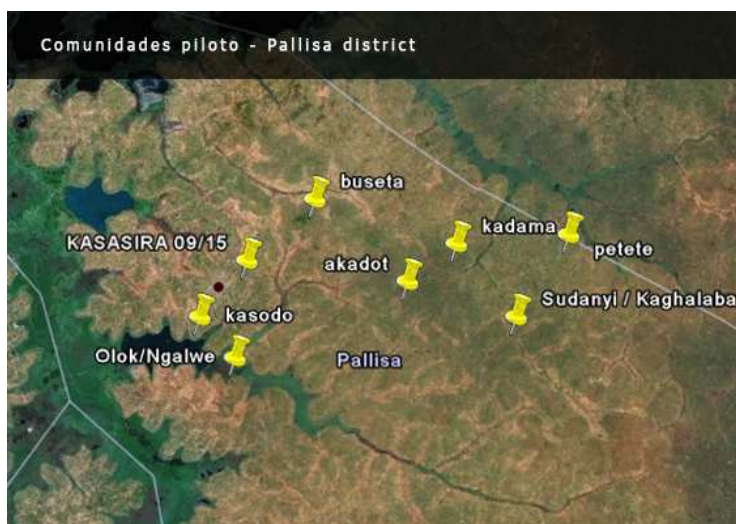 Comunidades piloto - Pallisa district
buseta
KASASIRA 09/15
kadama
petete
akadot
Sudanyi / Kaghalaba
kasodo
Olok/Ngalwe
Pallisa